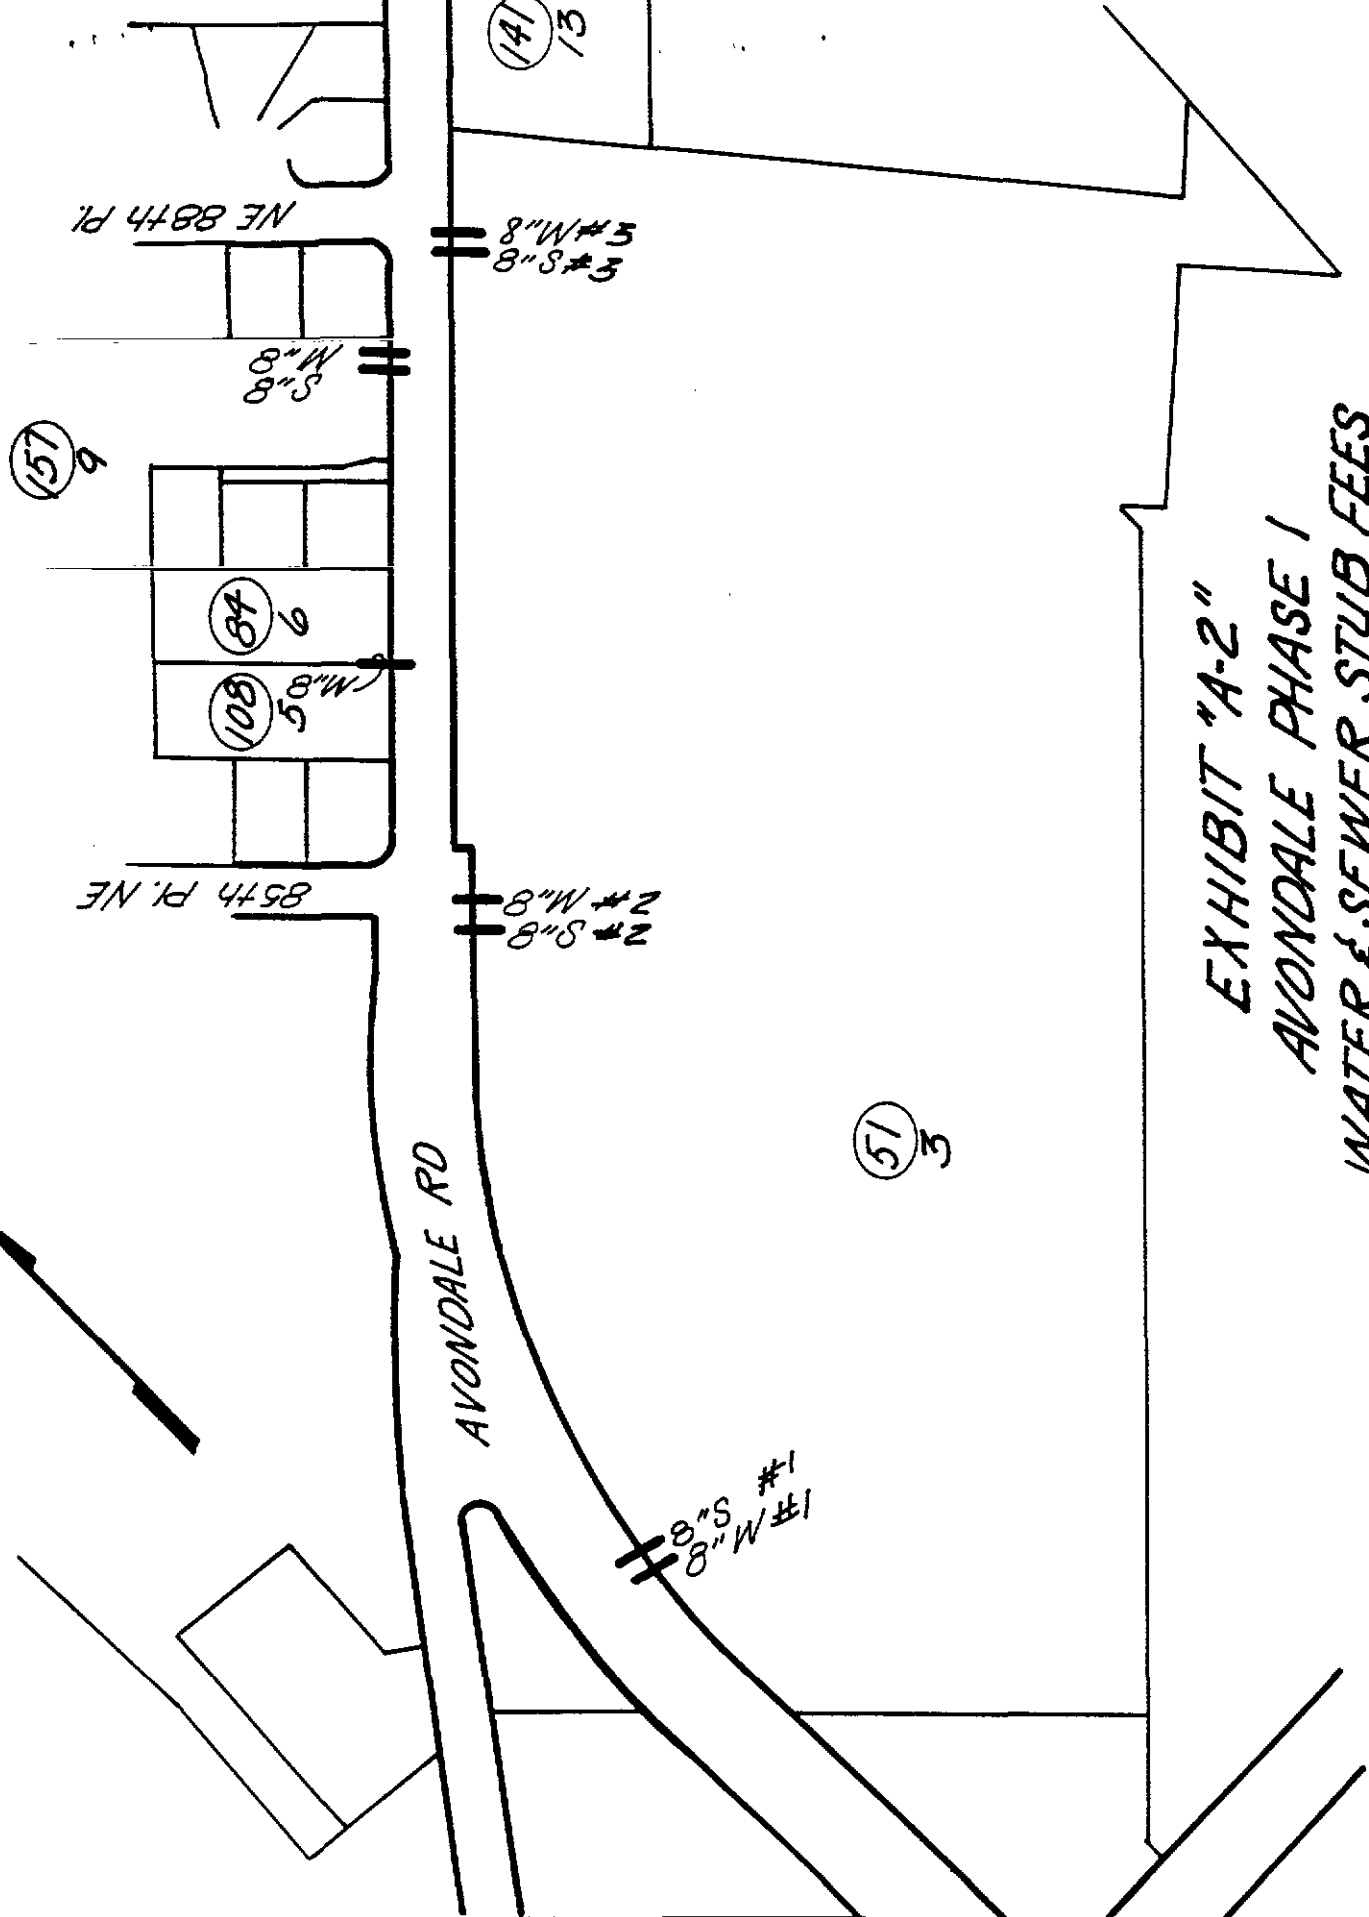 EXHIBIT "A-2"
AVONDALE PHASE 1
WATER & SEWER STUB FEES
141
13
NE 88th Pl.
8"W #3
8"S #3
8"W
8"S
157
9
84
6
108
5
8"W
85th Pl. NE
8"W #2
8"S #2
AVONDALE RD
51
3
8"S #1
8"W #1